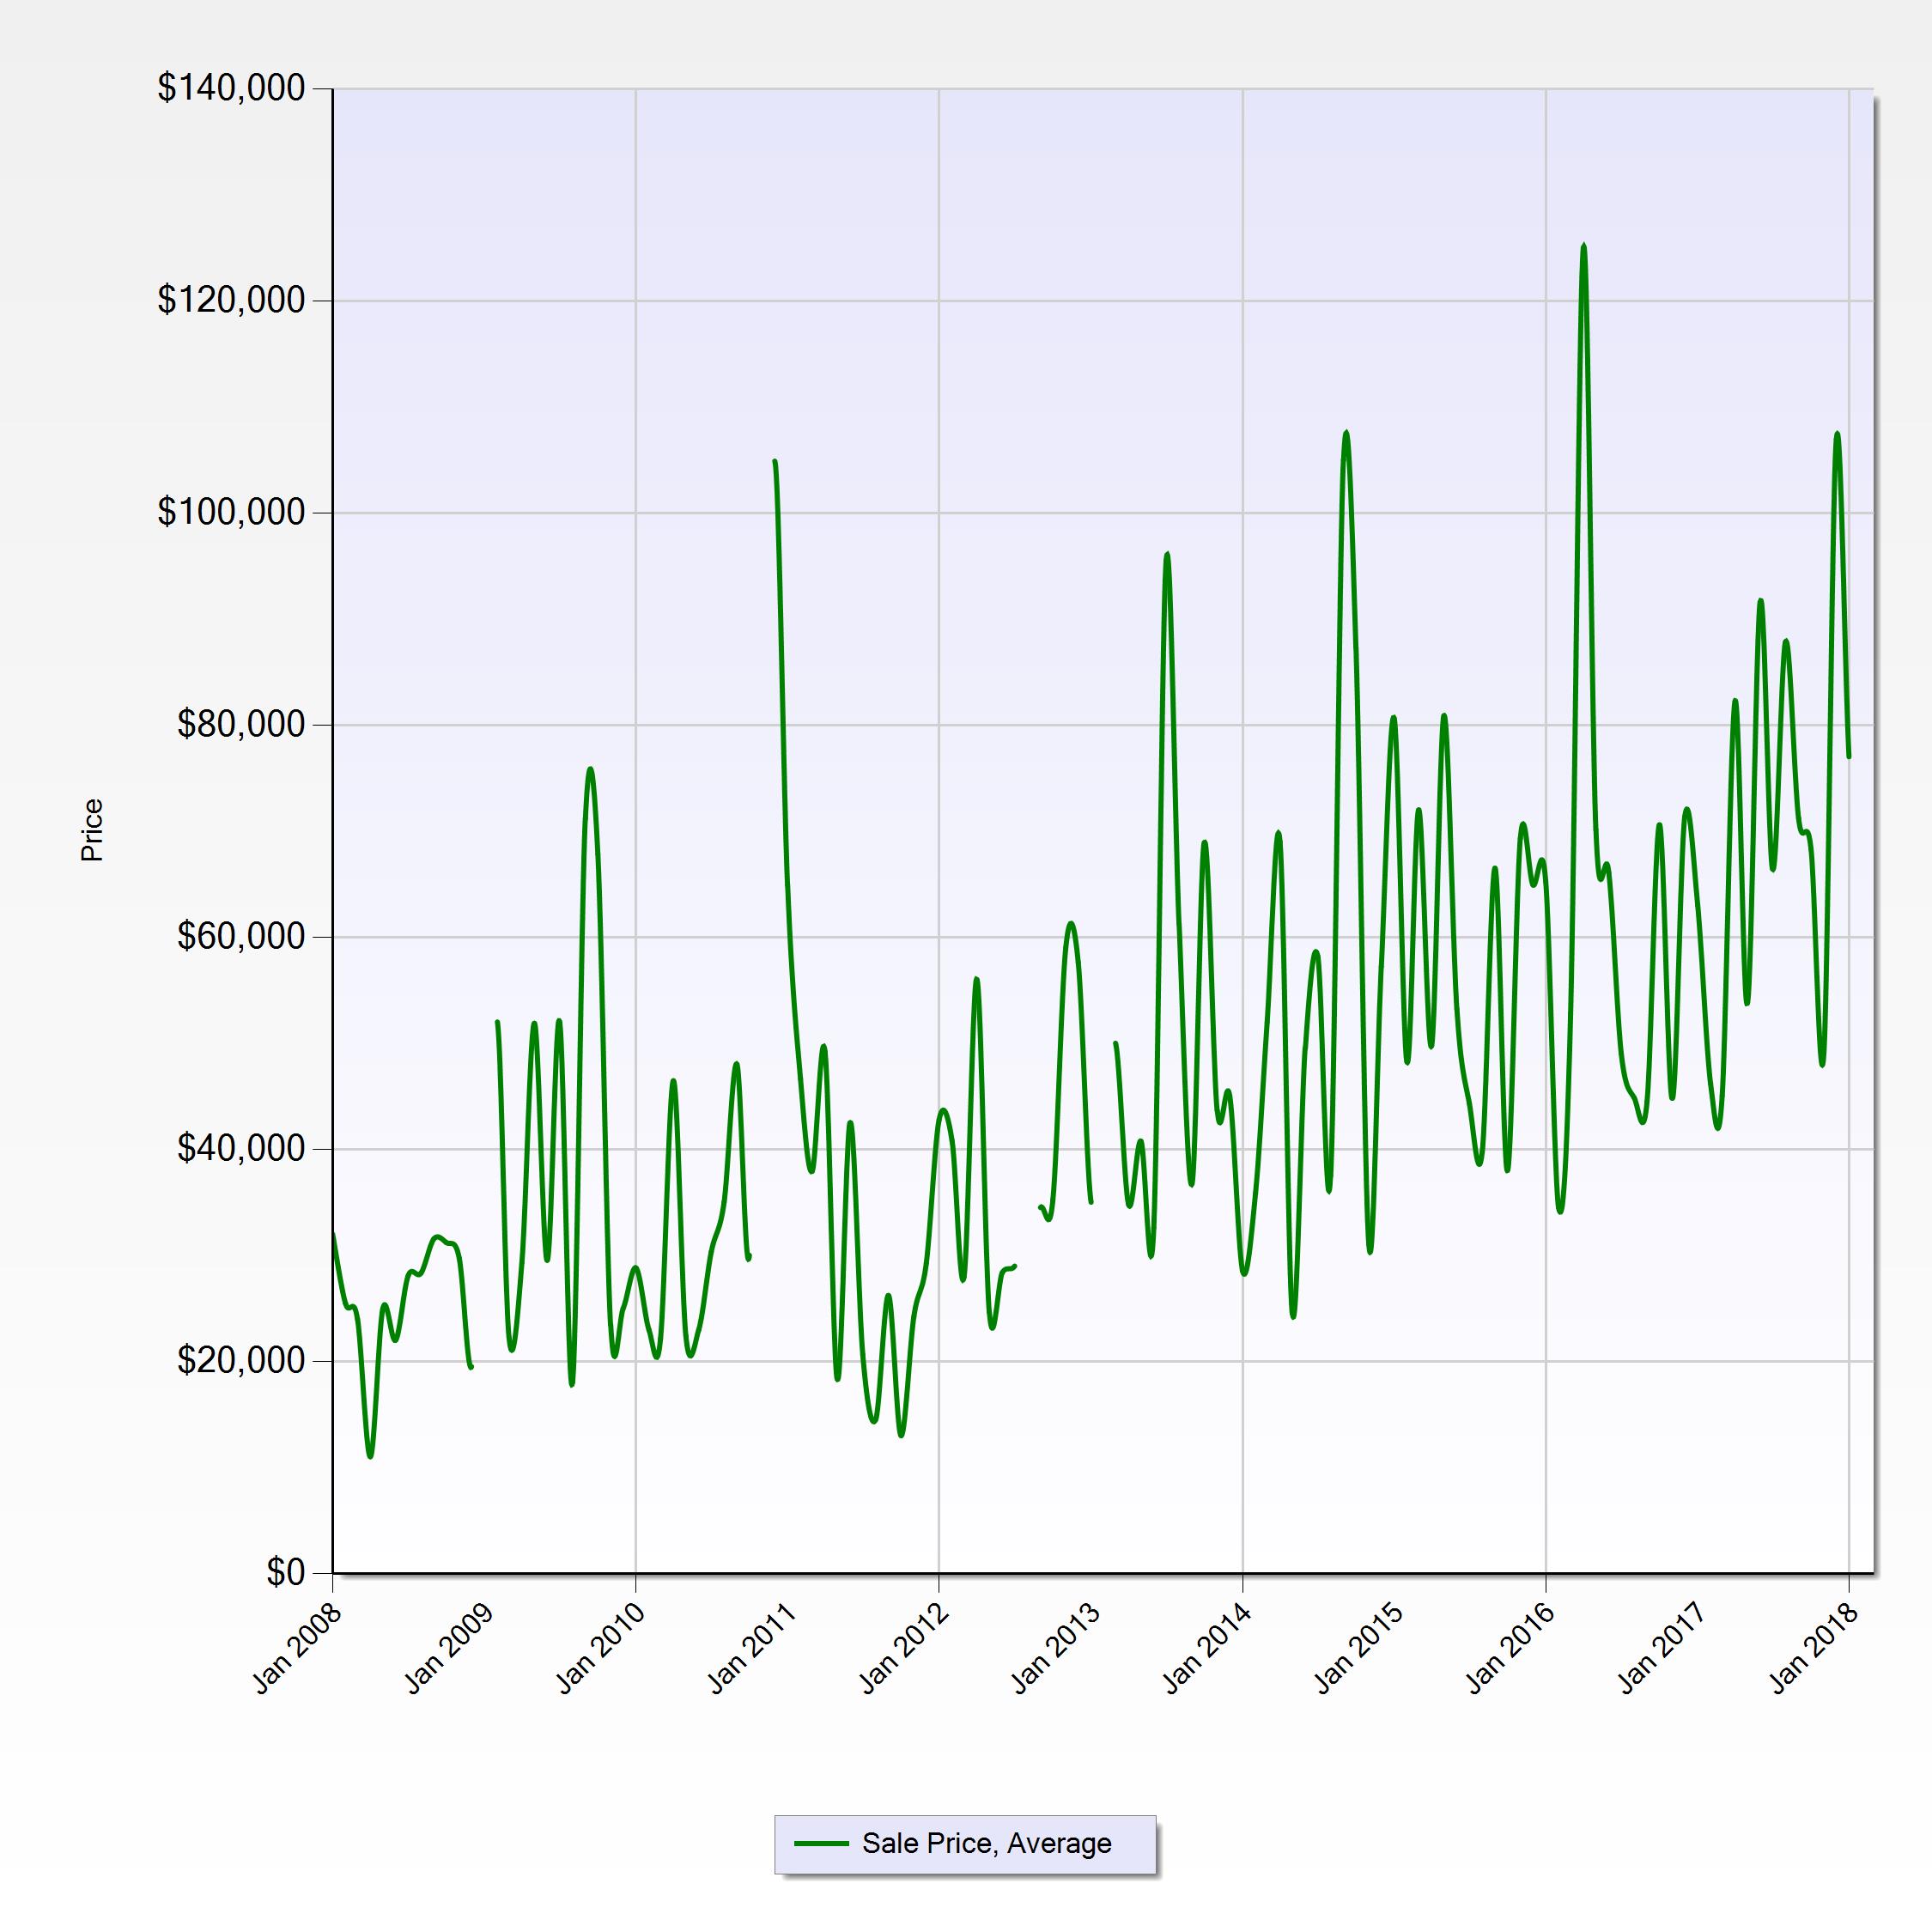 $140,000
$120,000
$100,000
$80,000
$60,000
$40,000
$20,000
$0
Price
Jan 2008
Jan 2009
Jan 2010
Jan 2011
Jan 2012
Jan 2013
Jan 2014
Jan 2015
Jan 2016
Jan 2017
Jan 2018
Sale Price, Average